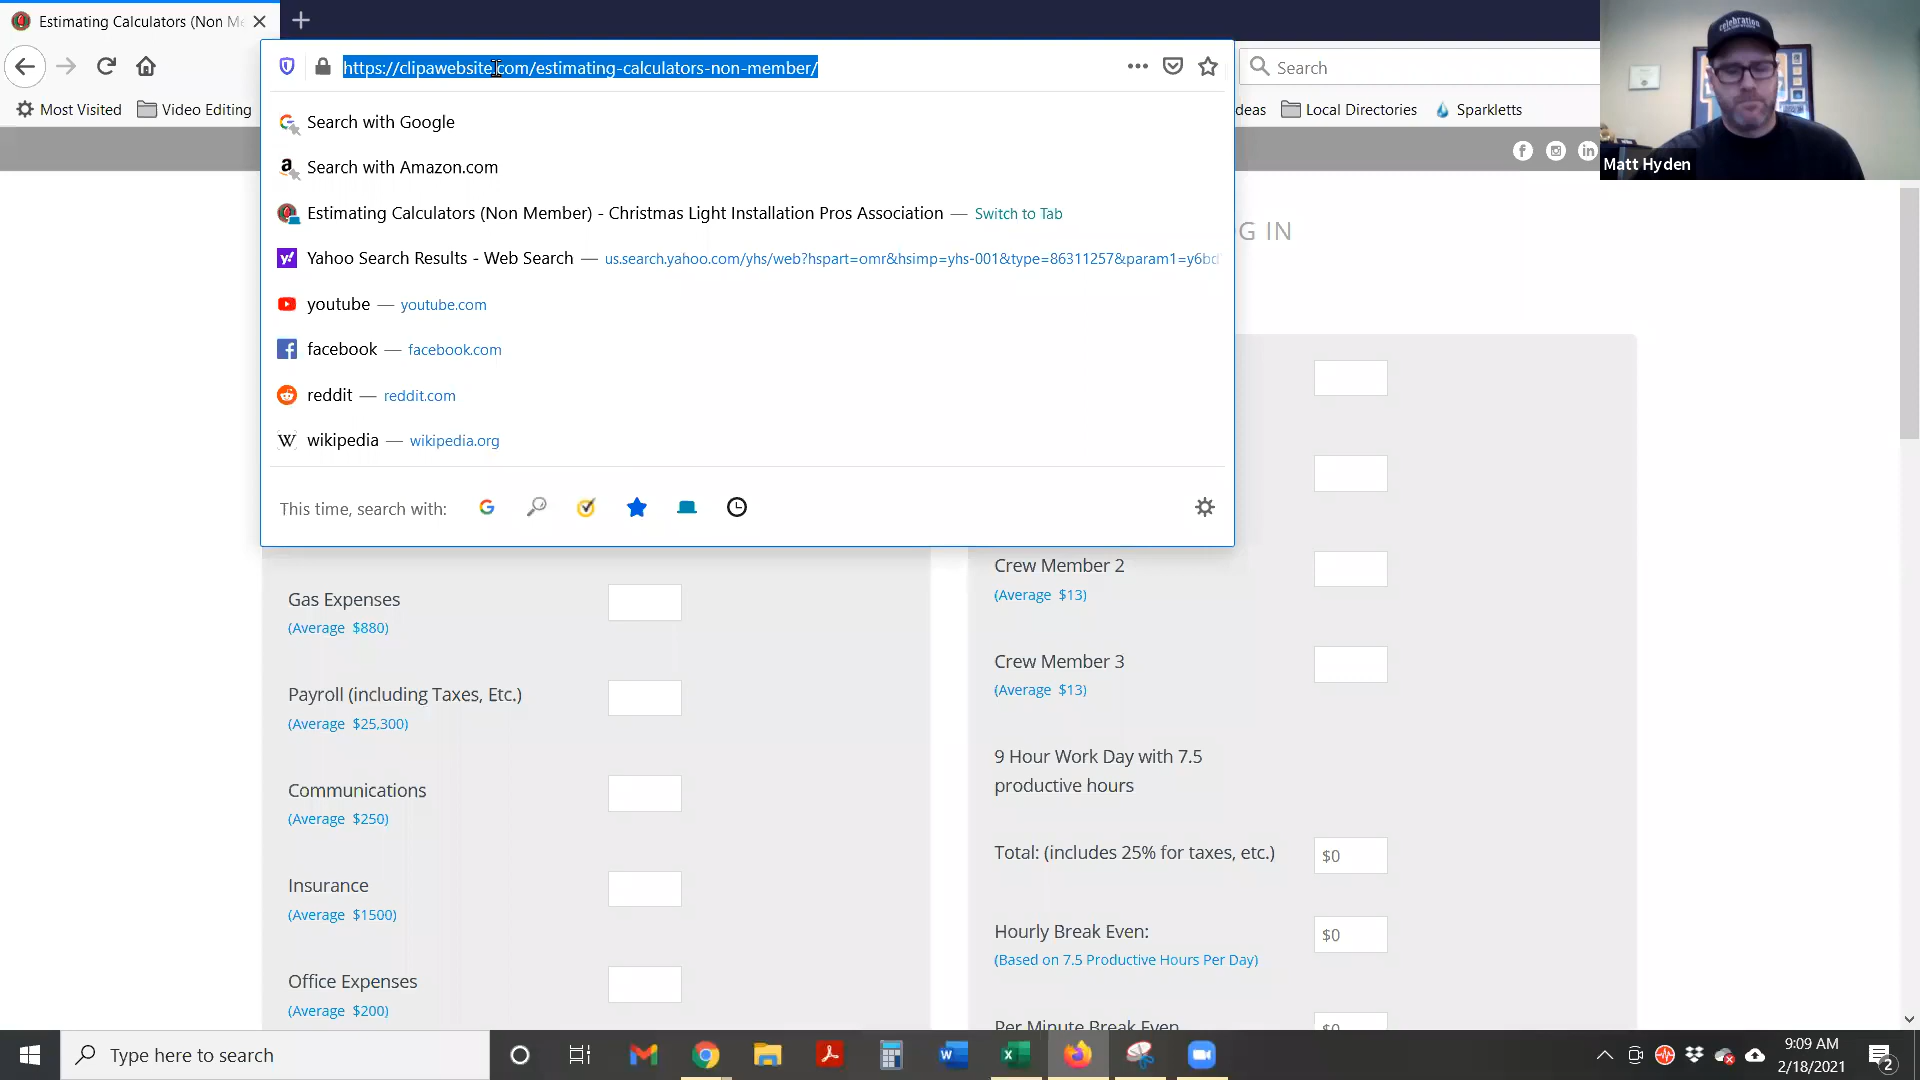 Estimating Calculators (Non Me
https://clipawebsite.com/estimating-calculators-non-member/
Search
Most Visited
Video Editing
deas
Local Directories
Sparkletts
Search with Google
Search with Amazon.com
Estimating Calculators (Non Member) - Christmas Light Installation Pros Association — Switch to Tab
Yahoo Search Results - Web Search — us.search.yahoo.com/yhs/web?hspart=omr&hsimp=yhs-001&type=86311257&param1=y6bd
youtube — youtube.com
facebook — facebook.com
reddit — reddit.com
wikipedia — wikipedia.org
This time, search with:
celebration
Matt Hyden
G IN
Gas Expenses
(Average $880)
Payroll (including Taxes, Etc.)
(Average $25,300)
Communications
(Average $250)
Insurance
(Average $1500)
Office Expenses
(Average $200)
Crew Member 2
(Average $13)
Crew Member 3
(Average $13)
9 Hour Work Day with 7.5
productive hours
Total: (includes 25% for taxes, etc.)
$0
Hourly Break Even:
$0
(Based on 7.5 Productive Hours Per Day)
Per Minute Break Even
$0
Type here to search
9:09 AM
2/18/2021
2